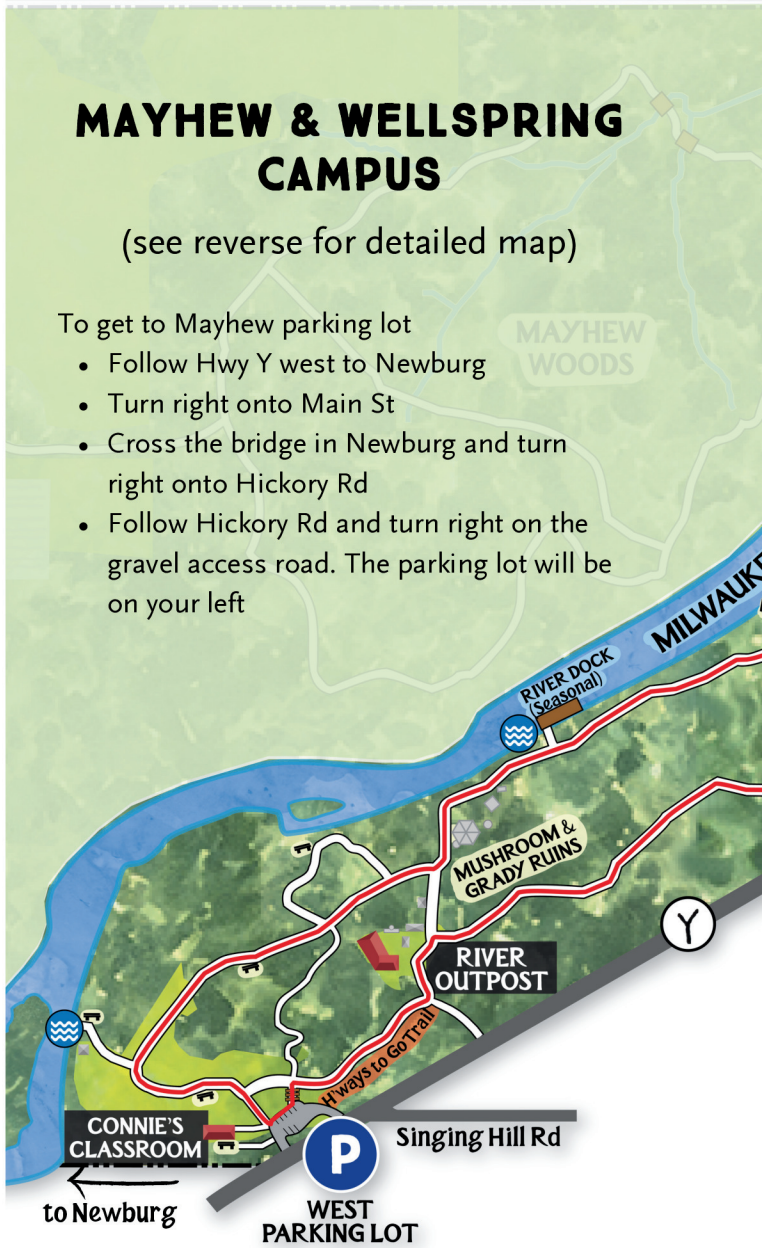 MAYHEW & WELLSPRING
CAMPUS
(see reverse for detailed map)
To get to Mayhew parking lot
• Follow Hwy Y west to Newburg
• Turn right onto Main St
• Cross the bridge in Newburg and turn
right onto Hickory Rd
• Follow Hickory Rd and turn right on the
gravel access road. The parking lot will be
on your left
MAYHEW
WOODS
MILWAUKE
RIVER DOCK
(Seasonal)
MUSHROOM &
GRADY RUINS
Y
RIVER
OUTPOST
H'ways to Go Trail
CONNIE'S
CLASSROOM
P
Singing Hill Rd
to Newburg
WEST
PARKING LOT